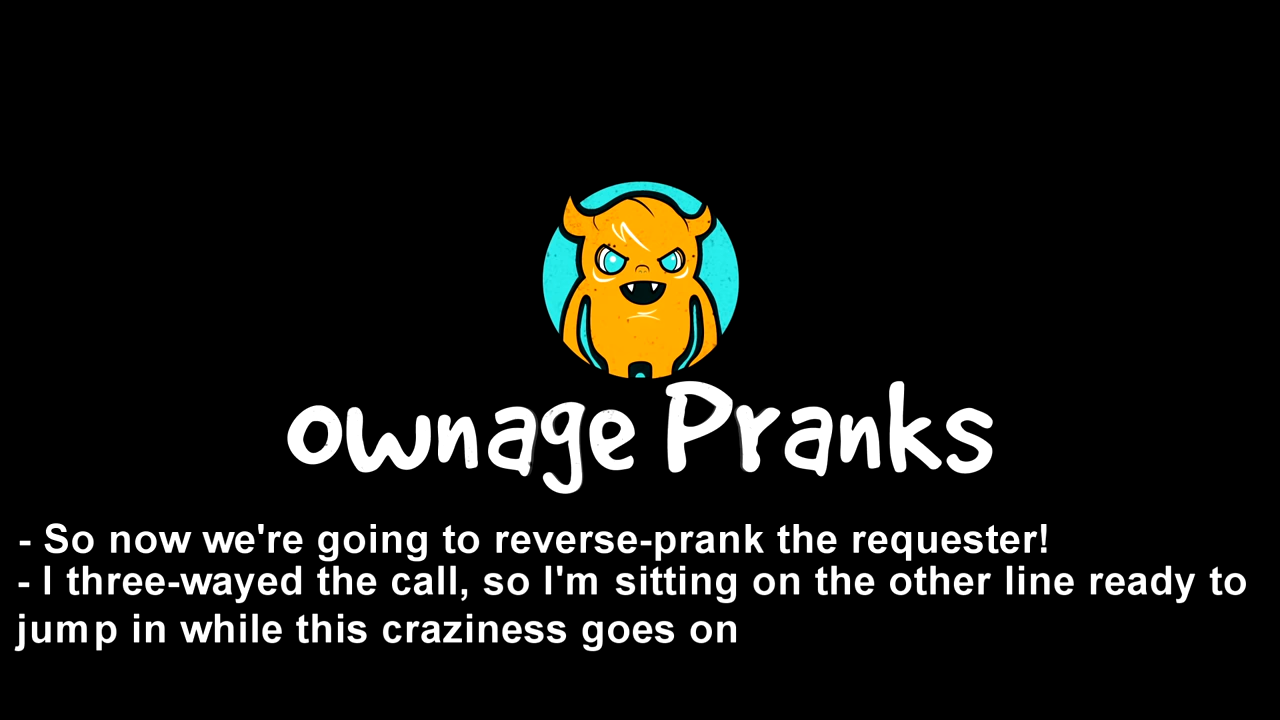 ownage Pranks
- So now we're going to reverse-prank the requester!
- I three-wayed the call, so I'm sitting on the other line ready to
jump in while this craziness goes on